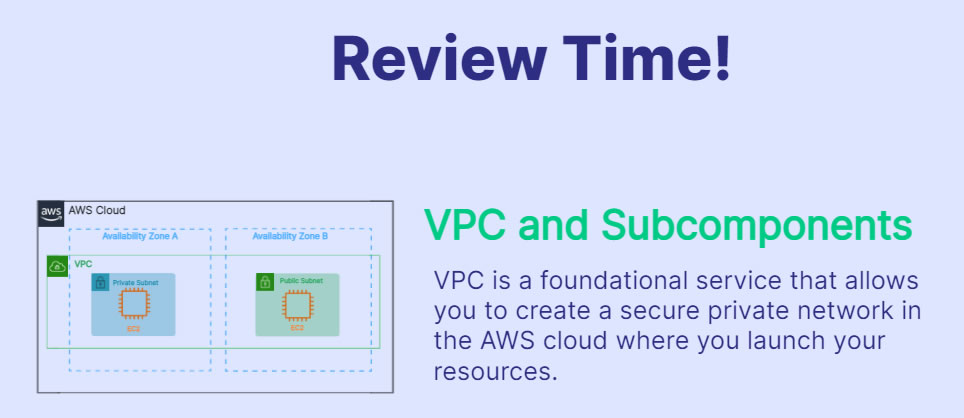 Review Time!
aws
AWS Cloud
Availability Zone A
Availability Zone B
VPC
Private Subnet
EC2
Public Subnet
EC2
VPC and Subcomponents
VPC is a foundational service that allows
you to create a secure private network in
the AWS cloud where you launch your
resources.